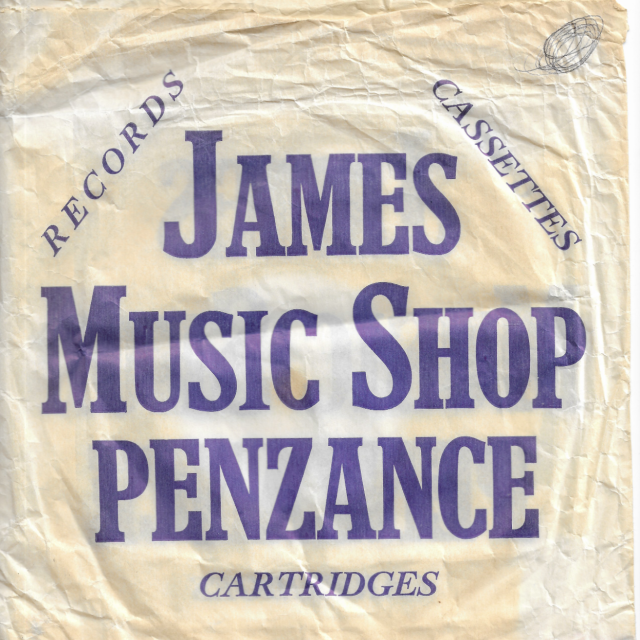 RECORDS
CASSETTES
JAMES
MUSIC SHOP
PENZANCE
CARTRIDGES